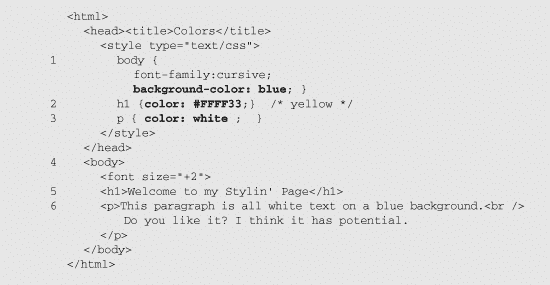 <html>
<head><title>Colors</title>
<style type="text/css">
1 body {
font-family:cursive;
background-color: blue; }
2 h1 {color: #FFFF33;} /* yellow */
3 p { color: white ; }
</style>
</head>
4 <body>
<font size="+2">
5 <h1>Welcome to my Stylin' Page</h1>
6 <p>This paragraph is all white text on a blue background.<br />
Do you like it? I think it has potential.
</p>
</body>
</html>